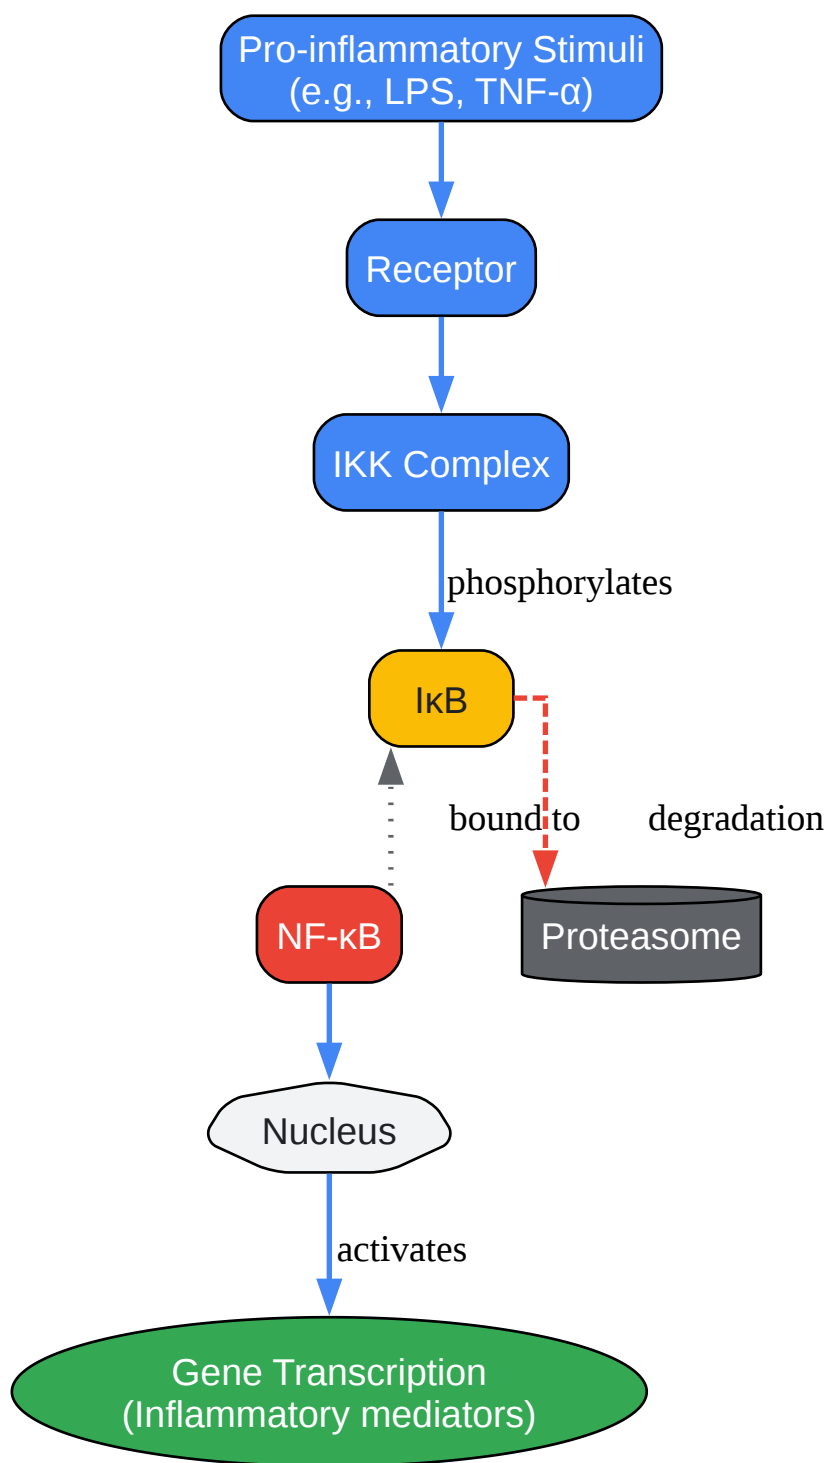 Pro-inflammatory Stimuli
(e.g., LPS, TNF-α)
Receptor
IKK Complex
phosphorylates
IκB
bound to
degradation
NF-κB
Proteasome
Nucleus
activates
Gene Transcription
(Inflammatory mediators)